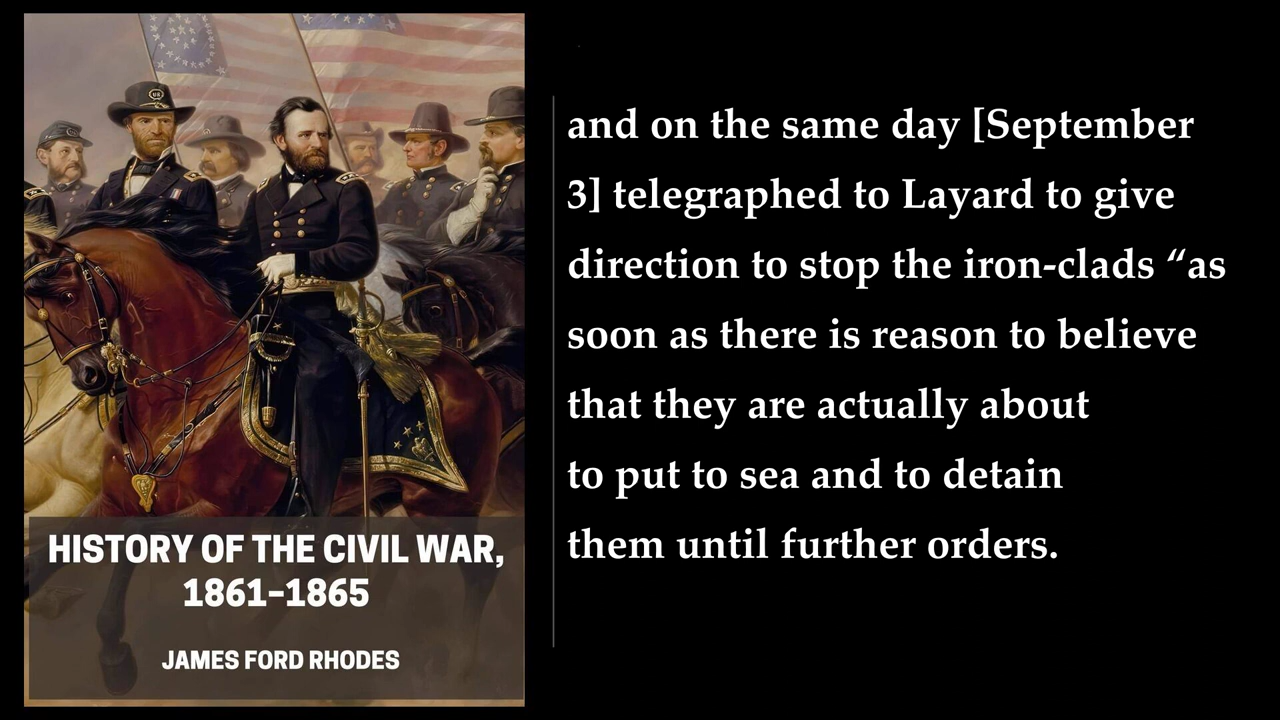 HISTORY OF THE CIVIL WAR,
1861–1865
JAMES FORD RHODES
and on the same day [September
3] telegraphed to Layard to give
direction to stop the iron-clads “as
soon as there is reason to believe
that they are actually about
to put to sea and to detain
them until further orders.